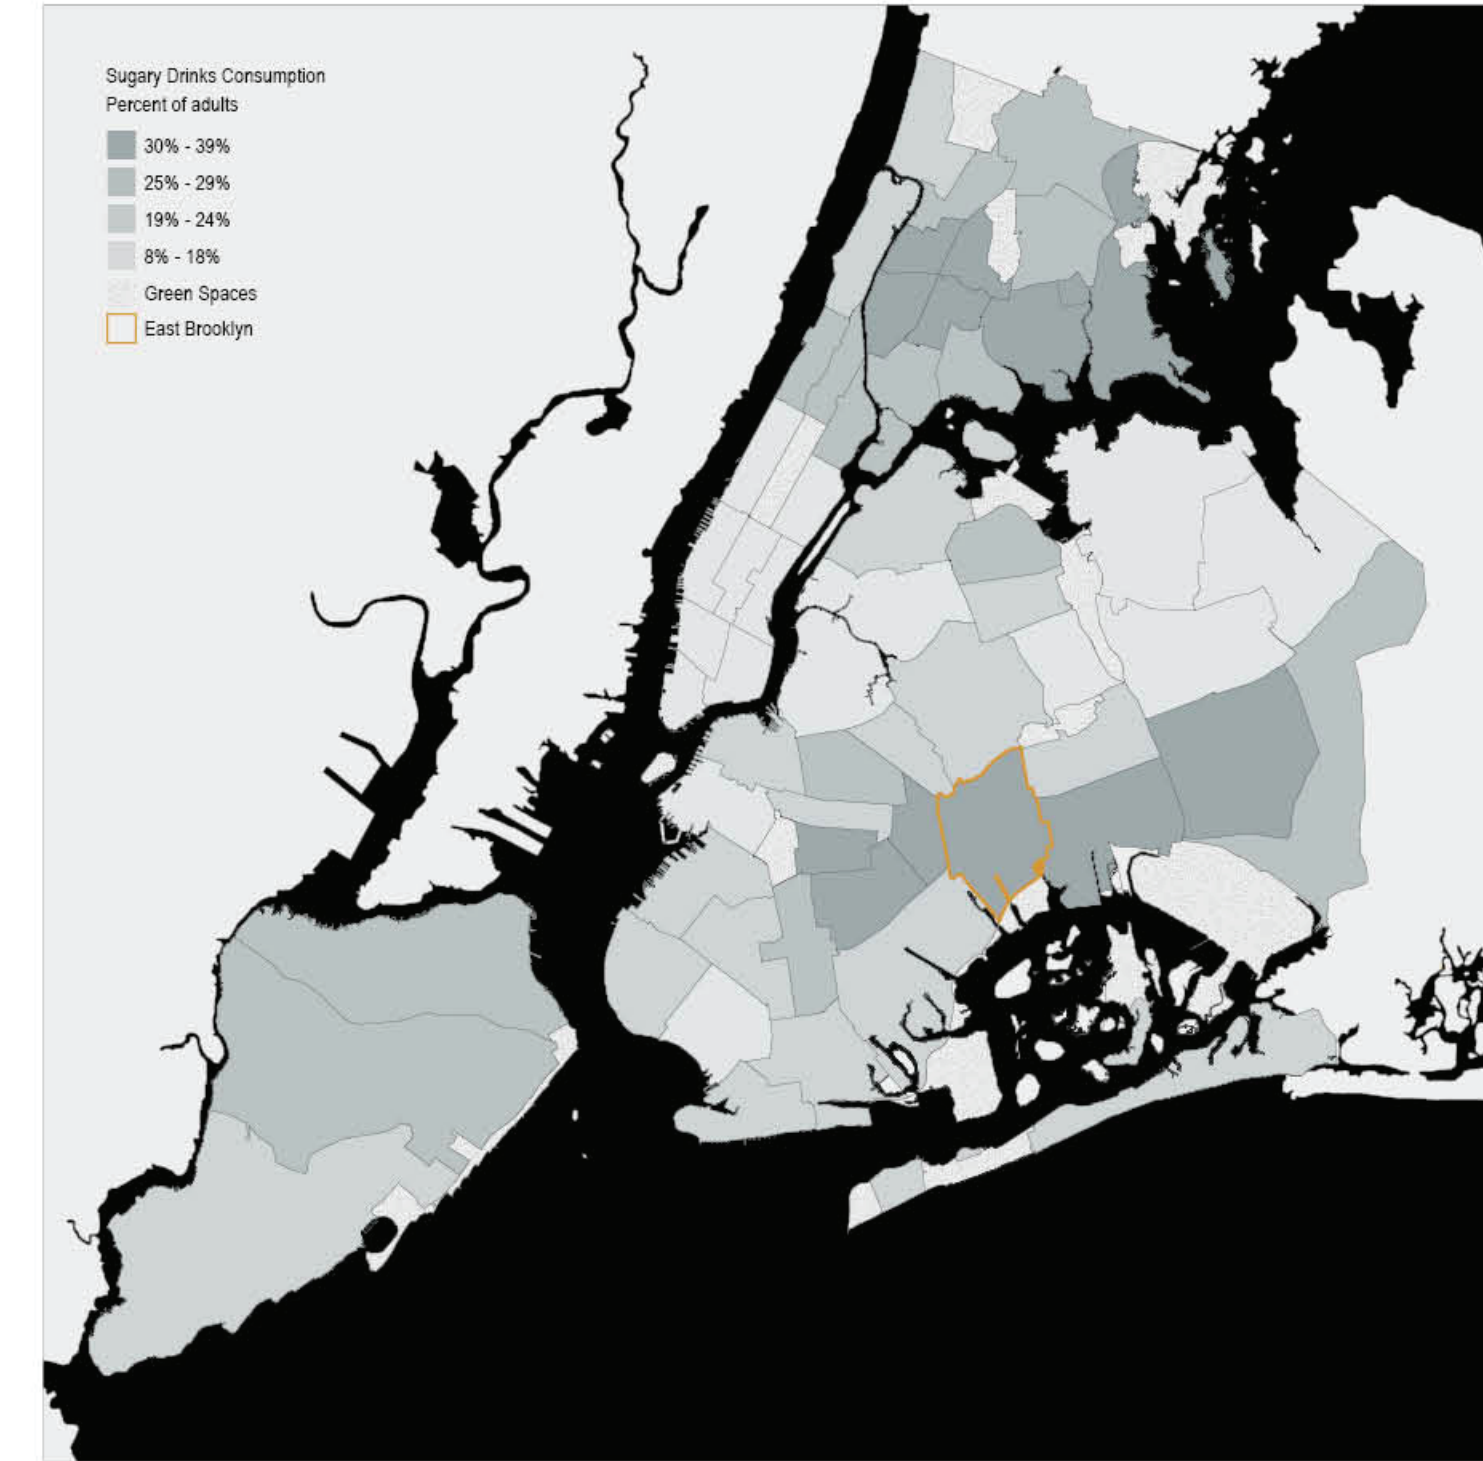 Sugary Drinks Consumption
Percent of adults
30% - 39%
25% - 29%
19% - 24%
8% - 18%
Green Spaces
East Brooklyn